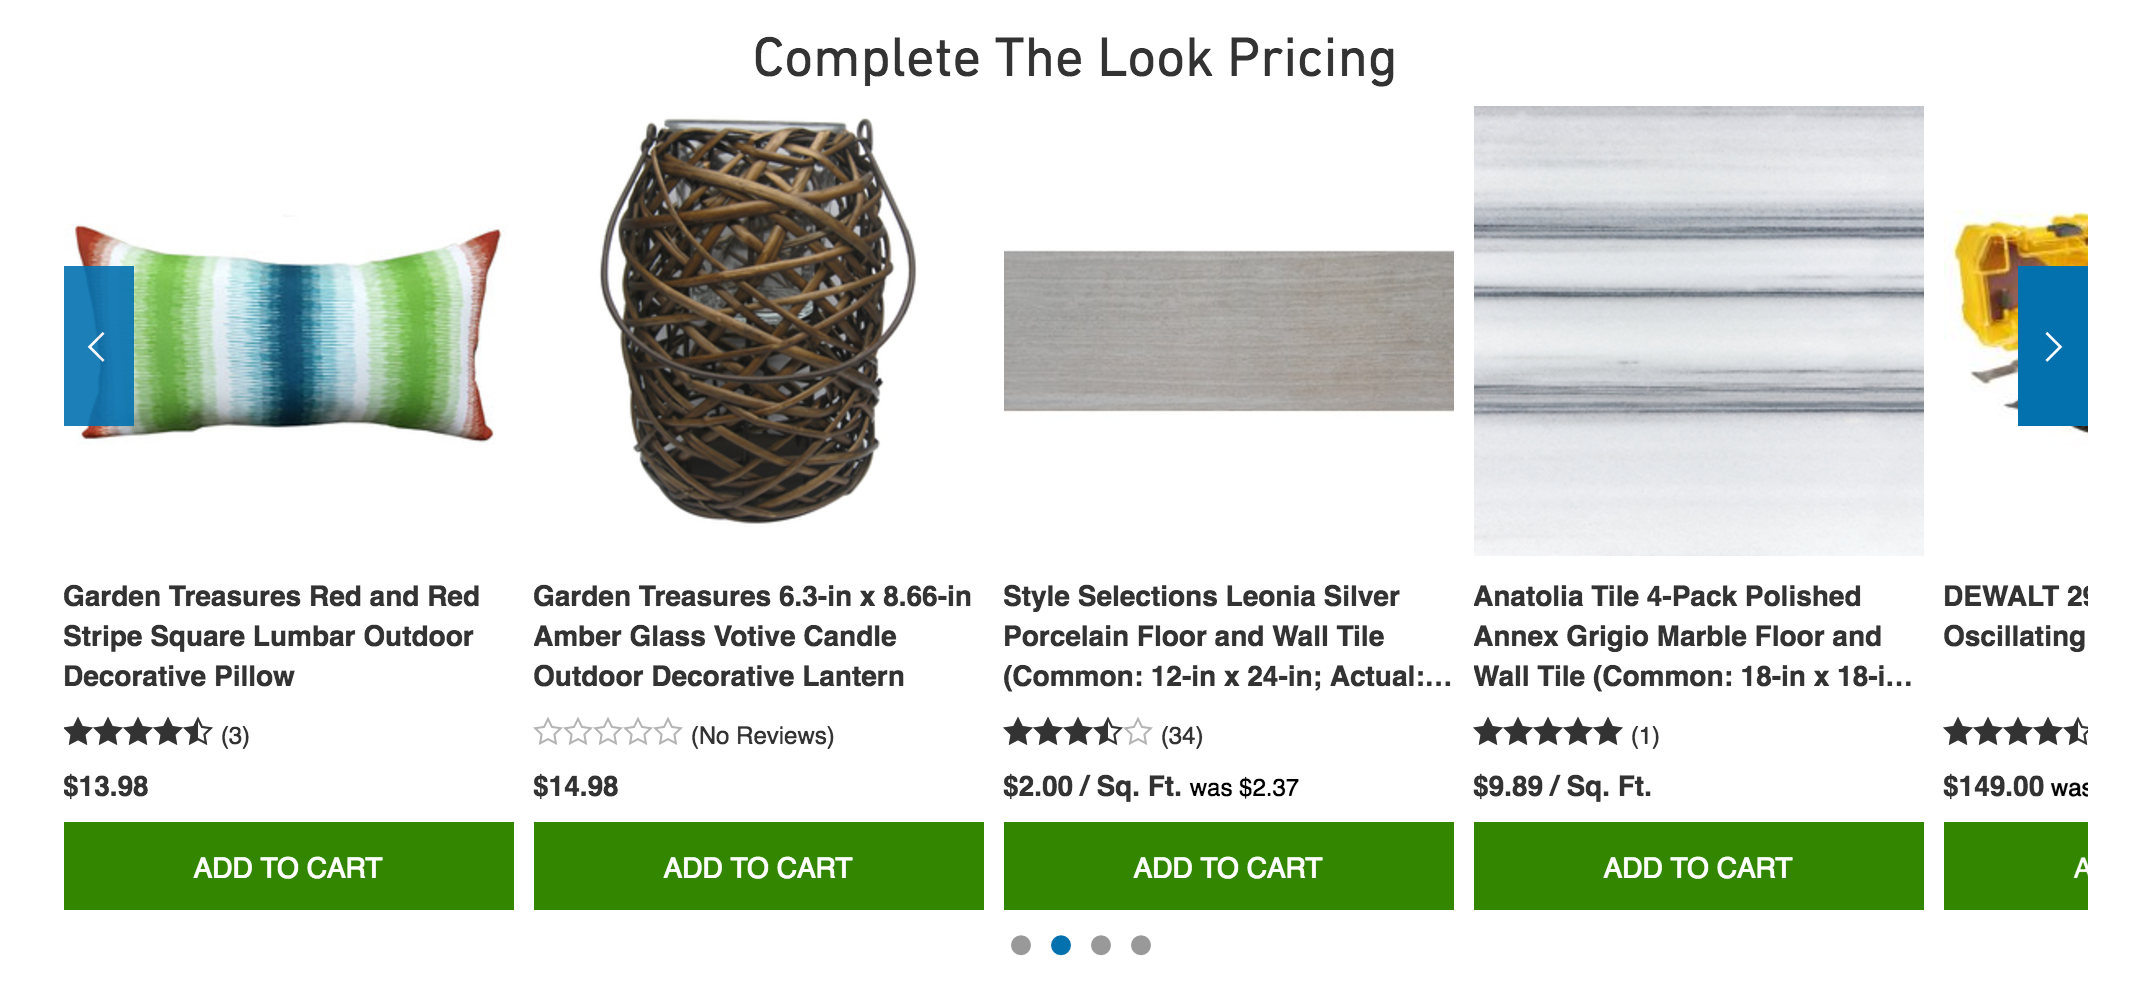 Complete The Look Pricing
Garden Treasures Red and Red
Stripe Square Lumbar Outdoor
Decorative Pillow
(3)
$13.98
ADD TO CART
Garden Treasures 6.3-in x 8.66-in
Amber Glass Votive Candle
Outdoor Decorative Lantern
(No Reviews)
$14.98
ADD TO CART
Style Selections Leonia Silver
Porcelain Floor and Wall Tile
(Common: 12-in x 24-in; Actual:...
(34)
$2.00 / Sq. Ft. was $2.37
ADD TO CART
Anatolia Tile 4-Pack Polished
Annex Grigio Marble Floor and
Wall Tile (Common: 18-in x 18-i...
(1)
$9.89 / Sq. Ft.
ADD TO CART
DEWALT
Oscillating
$149.00 was